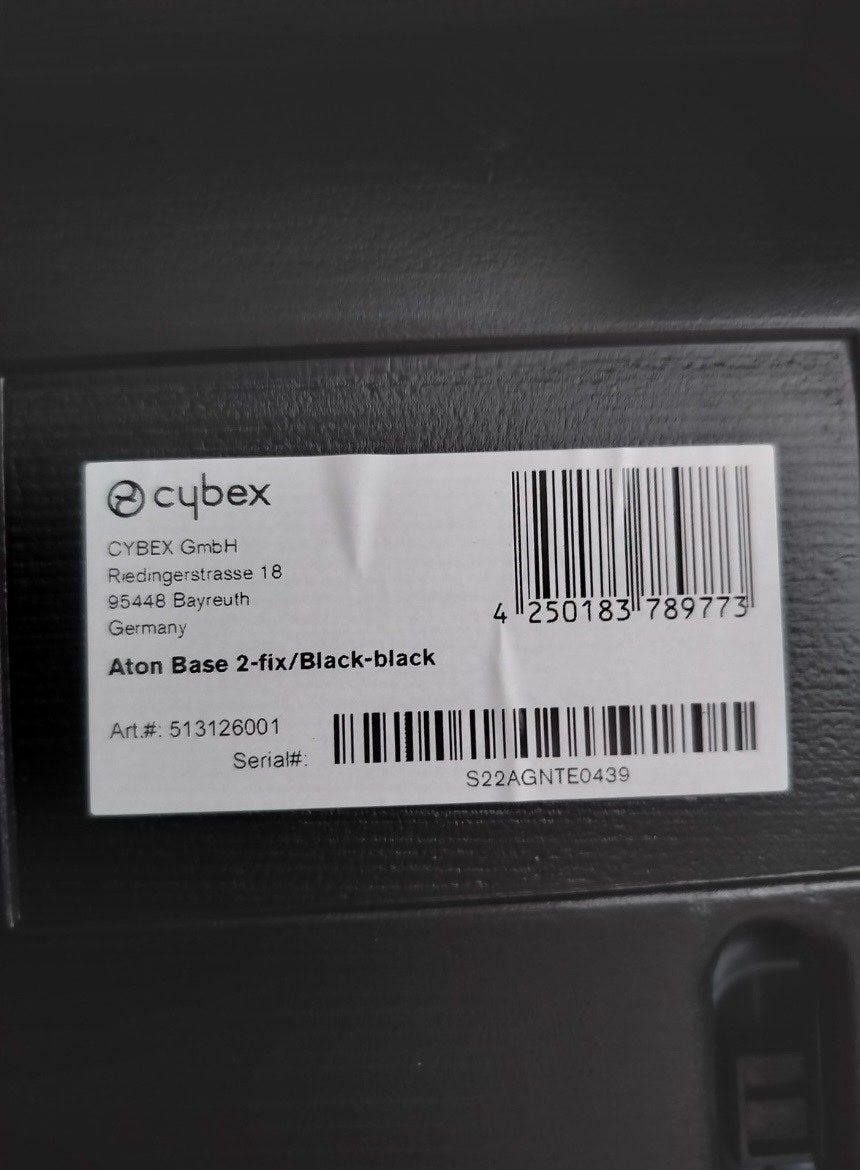 cybex
CYBEX GmbH
Riedingerstrasse 18
95448 Bayreuth
Germany
4 250183 789773
Aton Base 2-fix/Black-black
Art.#: 513126001
Serial#:
S22AGNTE0439